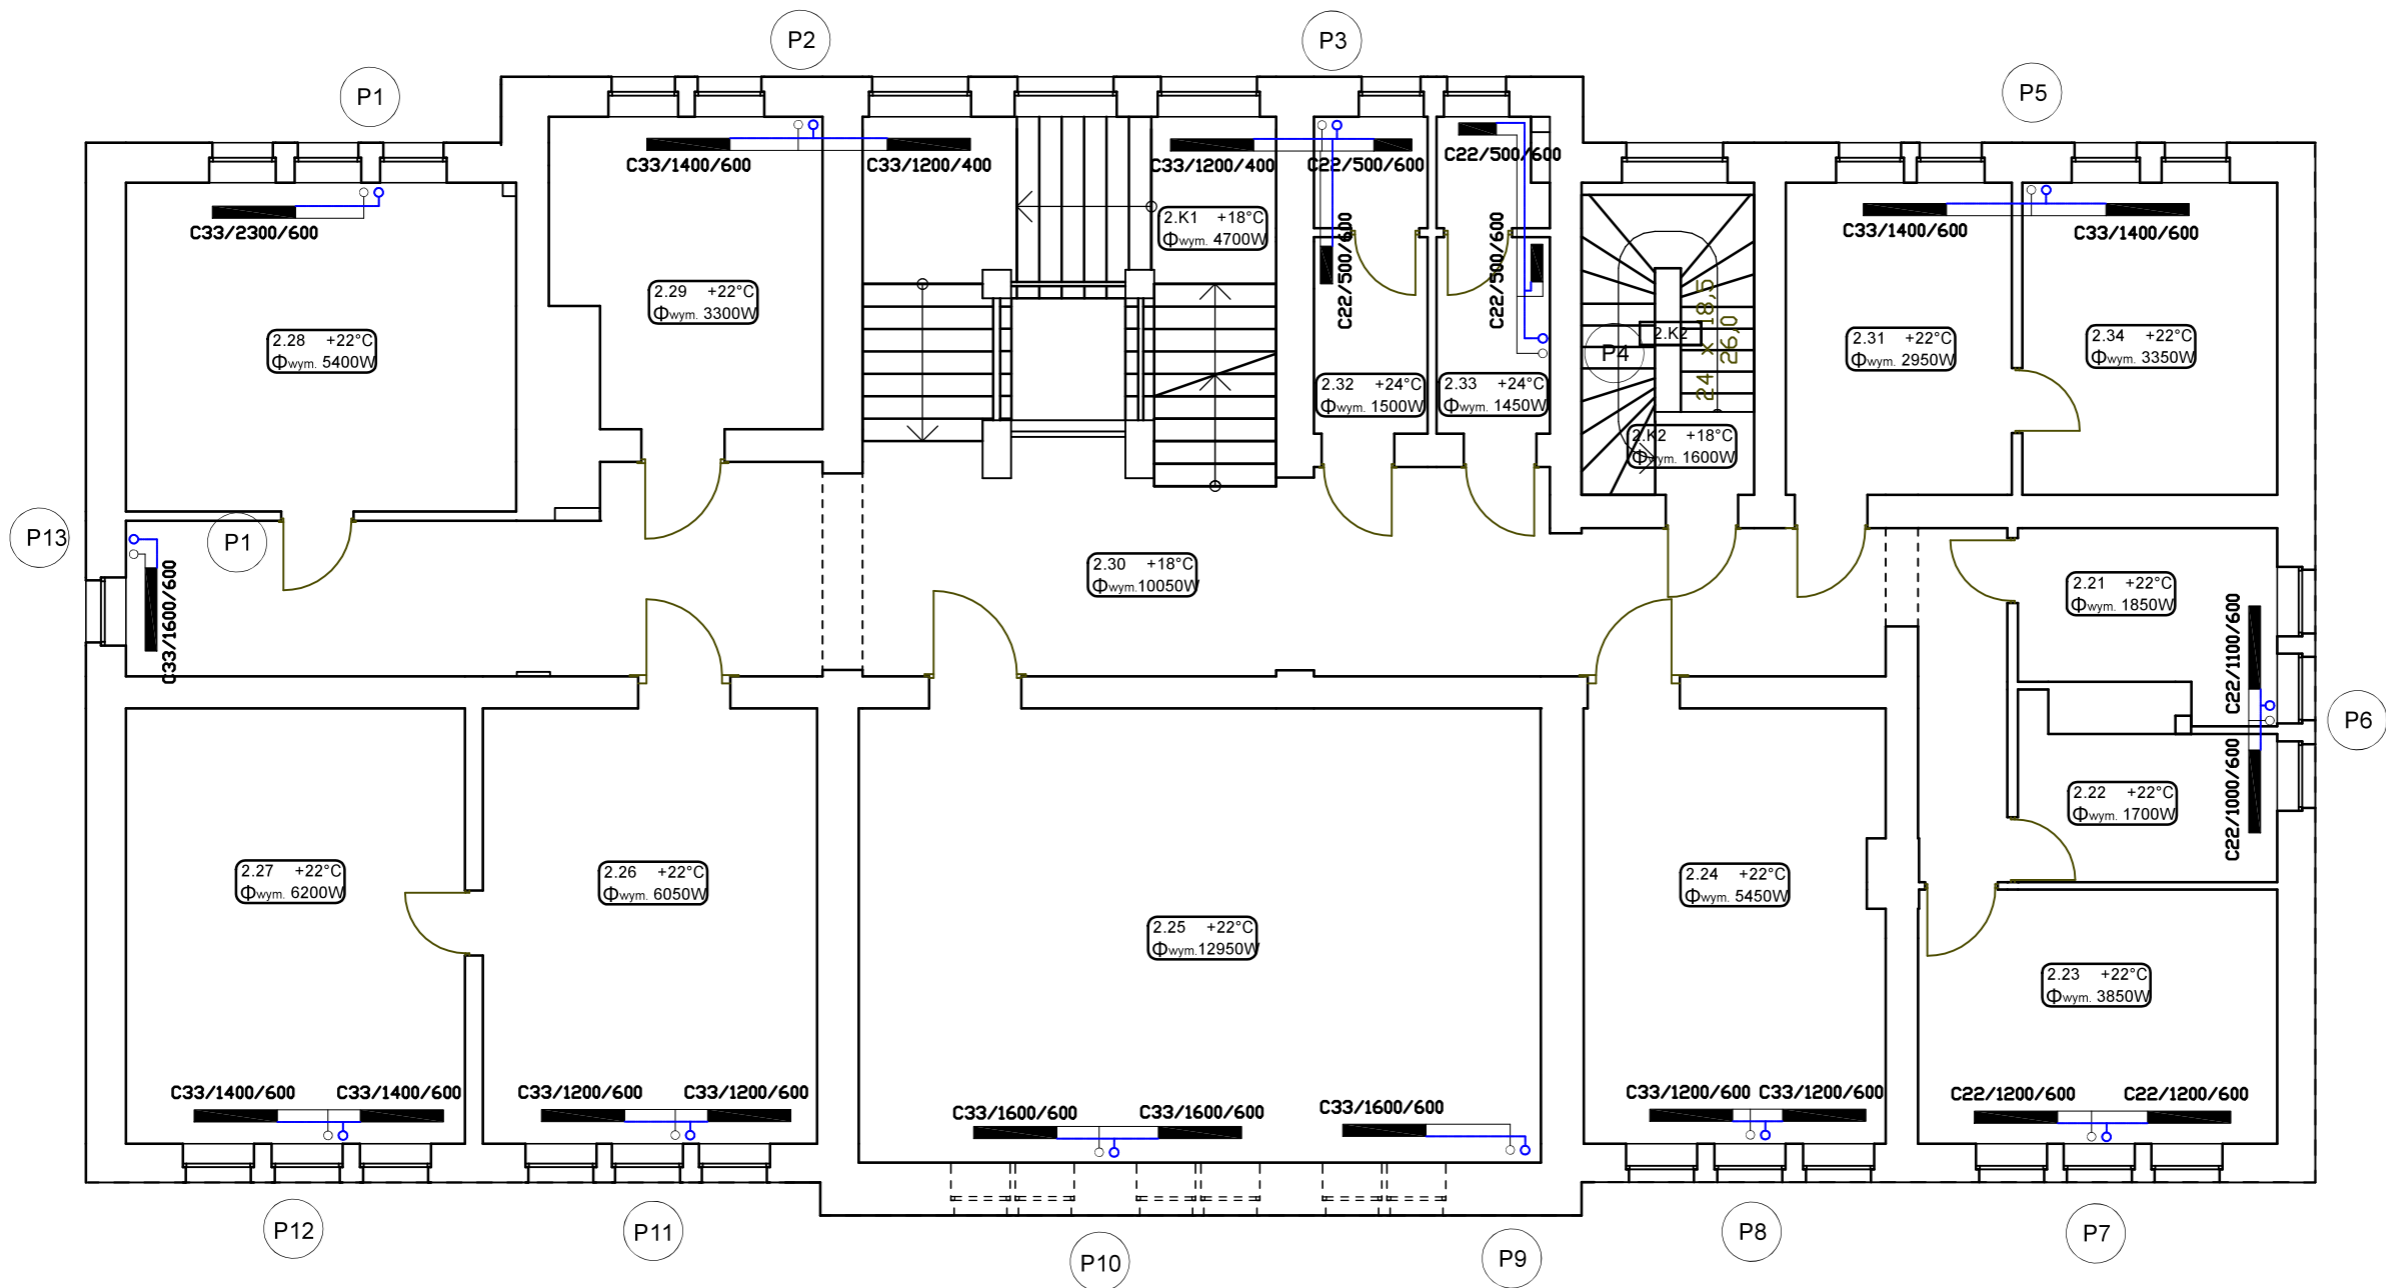 P2
P3
P1
P5
C33/1400/600
C33/1200/400
C33/1200/400
C22/500/600
C22/500/600
C33/2300/600
C33/1400/600
C33/1400/600
2.K1 +18°C
Φwym. 4700W
C22/500/600
C22/500/600
2.29 +22°C
Φwym. 3300W
2.28 +22°C
Φwym. 5400W
24 x 18,5
26,0
2.K2
P4
2.31 +22°C
Φwym. 2950W
2.34 +22°C
Φwym. 3350W
2.32 +24°C
Φwym. 1500W
2.33 +24°C
Φwym. 1450W
2.K2 +18°C
Φwym. 1600W
P13
P1
C33/1600/600
2.30 +18°C
Φwym. 10050W
2.21 +22°C
Φwym. 1850W
C22/1100/600
P6
C22/1000/600
2.22 +22°C
Φwym. 1700W
2.27 +22°C
Φwym. 6200W
2.26 +22°C
Φwym. 6050W
2.25 +22°C
Φwym. 12950W
2.24 +22°C
Φwym. 5450W
2.23 +22°C
Φwym. 3850W
C33/1400/600
C33/1400/600
C33/1200/600
C33/1200/600
C33/1600/600
C33/1600/600
C33/1600/600
C33/1200/600
C33/1200/600
C22/1200/600
C22/1200/600
P12
P11
P10
P9
P8
P7